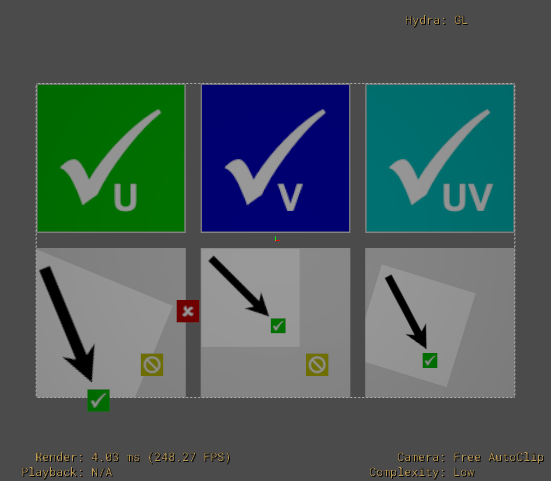 Hydra: GL
U
V
UV
Render: 4.03 ms (248.27 FPS)
Playback: N/A
Camera: Free AutoClip
Complexity: Low